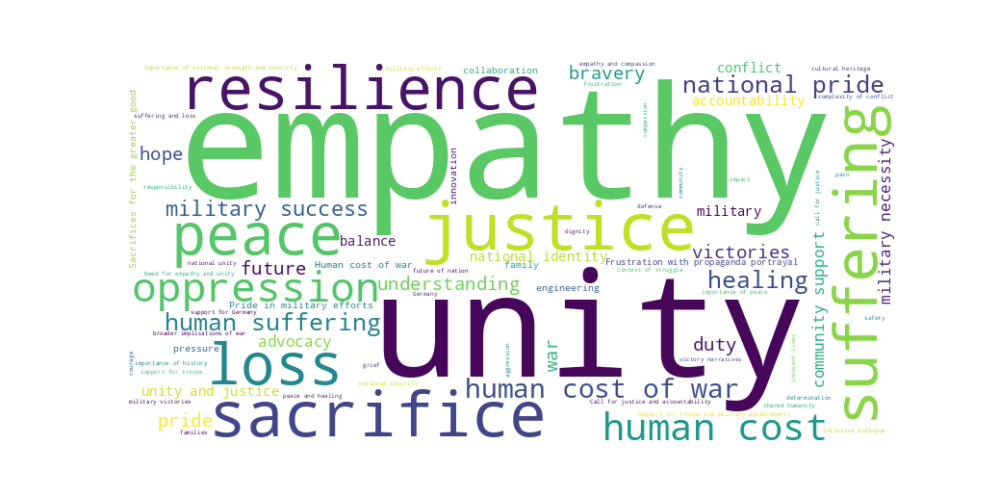 Importance of national strength and security
military efforts
collaboration
empathy and compassion
conflict
cultural heritage
resilience
bravery
frustration
national pride
accountability
complexity of conflict
suffering and loss
empathy
compassion
Sacrifices for the greater good
hope
innovation
responsibility
community
impact
call for justice
pain
suffering
military necessity
military success
justice
defense
military
peace
balance
dignity
national identity
victories
national unity
future
Human cost of war
family
Frustration with propaganda portrayal
Need for empathy and unity
future of nation
context of struggle
healing
oppression
understanding
engineering
unity
importance of peace
community support
Germany
Pride in military efforts
support for Germany
human suffering
safety
broader implications of war
advocacy
duty
pressure
war
aggression
victory narratives
innocent lives
courage
importance of history
loss
grief
support for troops
national security
human cost of war
unity and justice
peace and healing
determination
military victories
sacrifice
Call for justice and accountability
shared humanity
pride
Support for troops and military advancements
families
human cost
inclusive dialogue